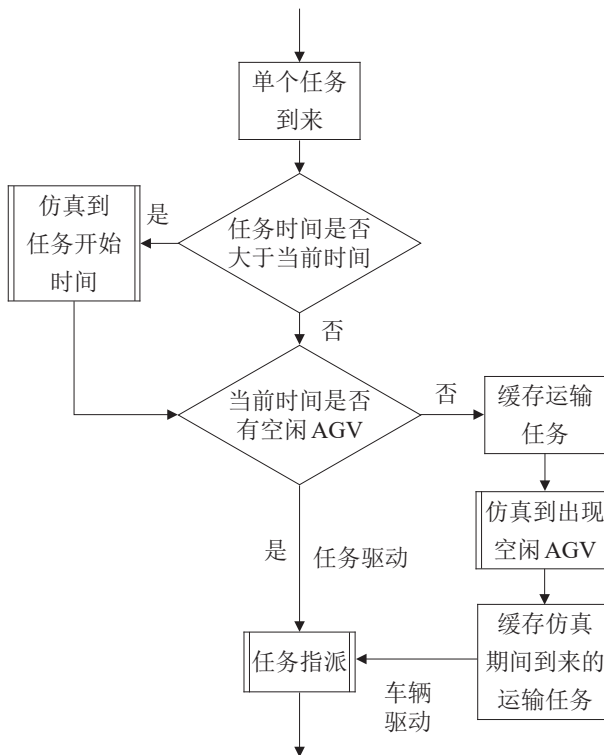 单个任务
到来
仿真到
任务开始
时间
是
任务时间是否
大于当前时间
否
当前时间是否
有空闲AGV
否
缓存运输
任务
仿真到出现
空闲AGV
是
任务驱动
缓存仿真
期间到来的
运输任务
任务指派
车辆
驱动